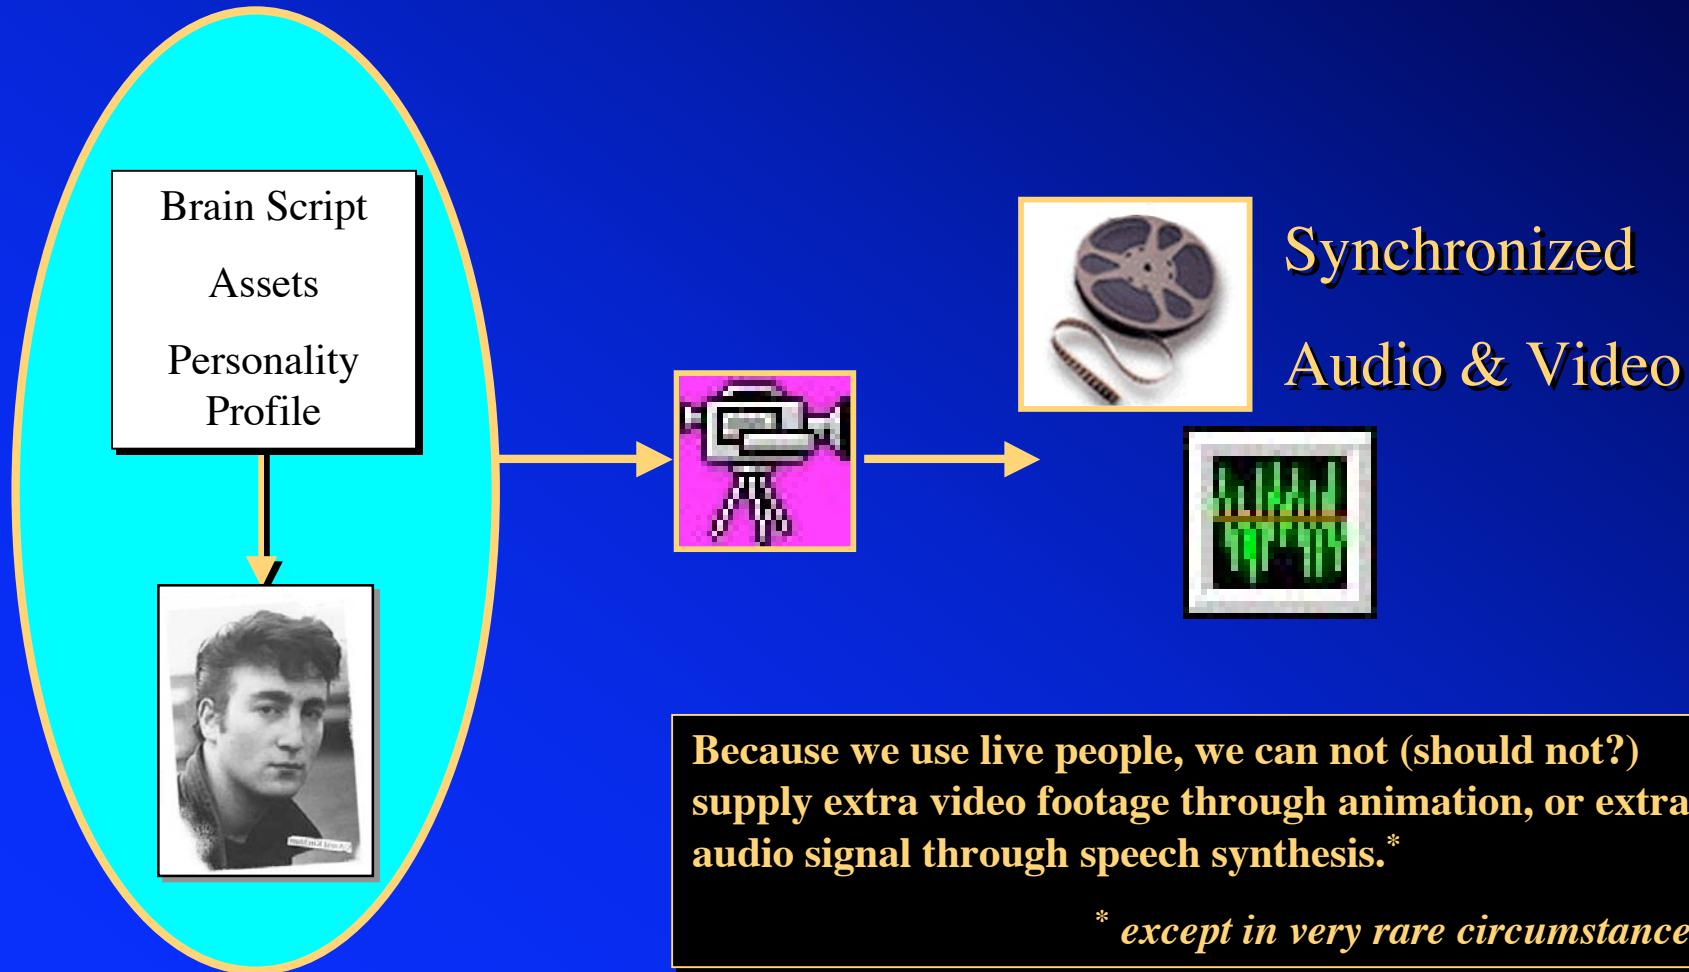 Brain Script
Assets
Personality
Profile
Synchronized
Audio & Video
Because we use live people, we can not (should not?)
supply extra video footage through animation, or extra
audio signal through speech synthesis.*
* except in very rare circumstance